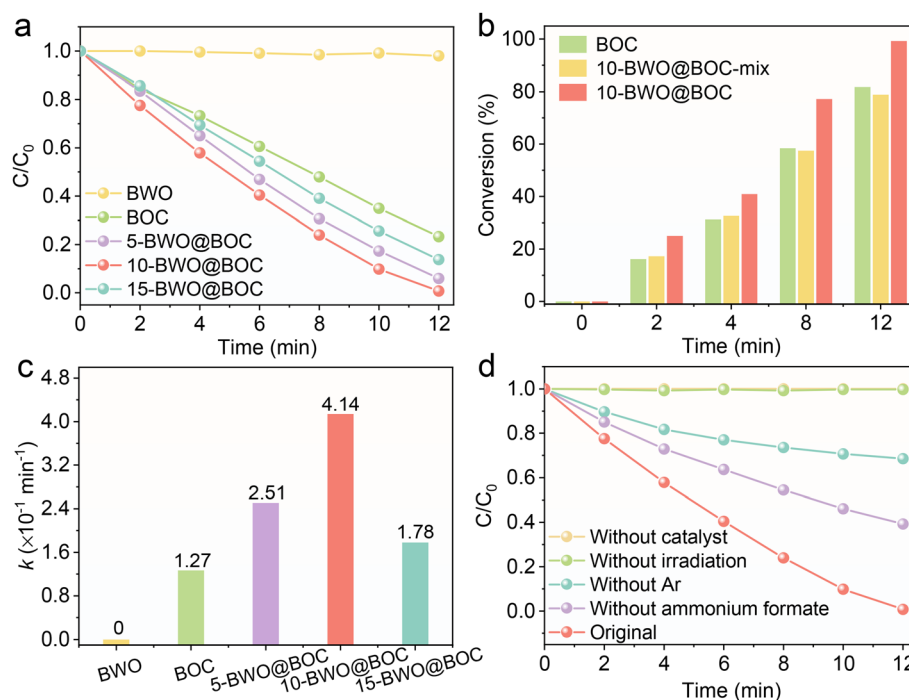 a
C/C0
1.0
0.8
0.6
0.4
0.2
0.0
BWO
BOC
5-BWO@BOC
10-BWO@BOC
15-BWO@BOC
0 2 4 6 8 10 12
Time (min)
b
Conversion (%)
100
80
60
40
20
0
BOC
10-BWO@BOC-mix
10-BWO@BOC
0 2 4 8 12
Time (min)
c
k (×10⁻¹ min⁻¹)
4.8
4.0
3.2
2.4
1.6
0.8
0.0
0
1.27
2.51
4.14
1.78
BWO
BOC
5-BWO@BOC
10-BWO@BOC
15-BWO@BOC
d
C/C0
1.0
0.8
0.6
0.4
0.2
0.0
Without catalyst
Without irradiation
Without Ar
Without ammonium formate
Original
0 2 4 6 8 10 12
Time (min)